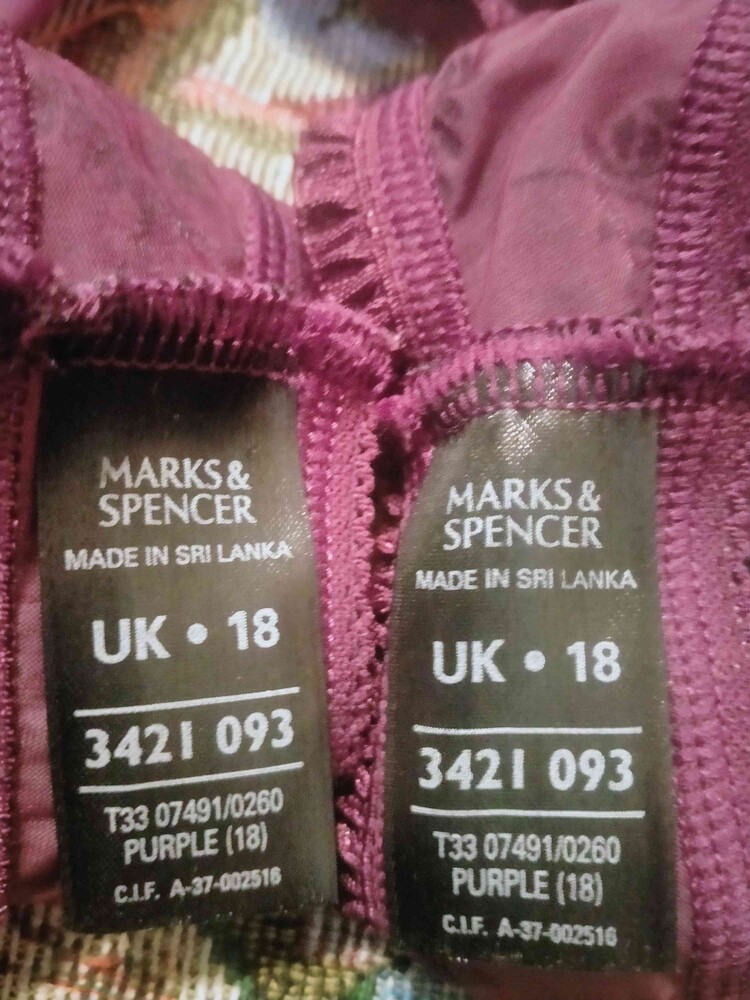 MARKS &
SPENCER
MADE IN SRI LANKA
UK • 18
3421 093
T33 07491/0260
PURPLE (18)
C.I.F. A-37-002516
MARKS &
SPENCER
MADE IN SRI LANKA
UK • 18
3421 093
T33 07491/0260
PURPLE (18)
C.I.F. A-37-002516